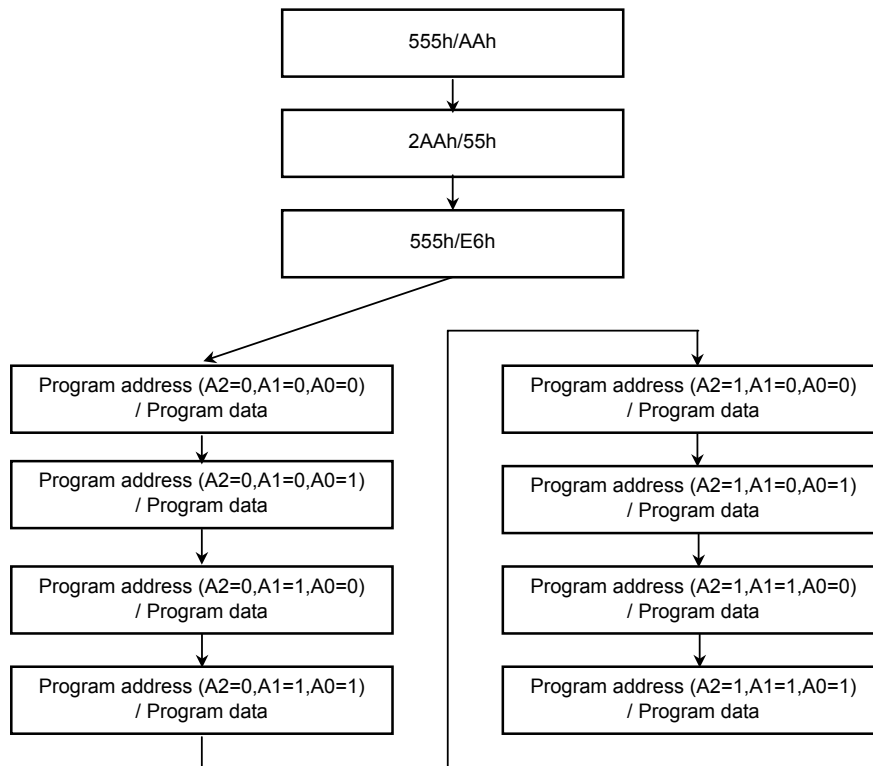 555h/AAh
2AAh/55h
555h/E6h
Program address (A2=0,A1=0,A0=0)
/ Program data
Program address (A2=0,A1=0,A0=1)
/ Program data
Program address (A2=0,A1=1,A0=0)
/ Program data
Program address (A2=0,A1=1,A0=1)
/ Program data
Program address (A2=1,A1=0,A0=0)
/ Program data
Program address (A2=1,A1=0,A0=1)
/ Program data
Program address (A2=1,A1=1,A0=0)
/ Program data
Program address (A2=1,A1=1,A0=1)
/ Program data